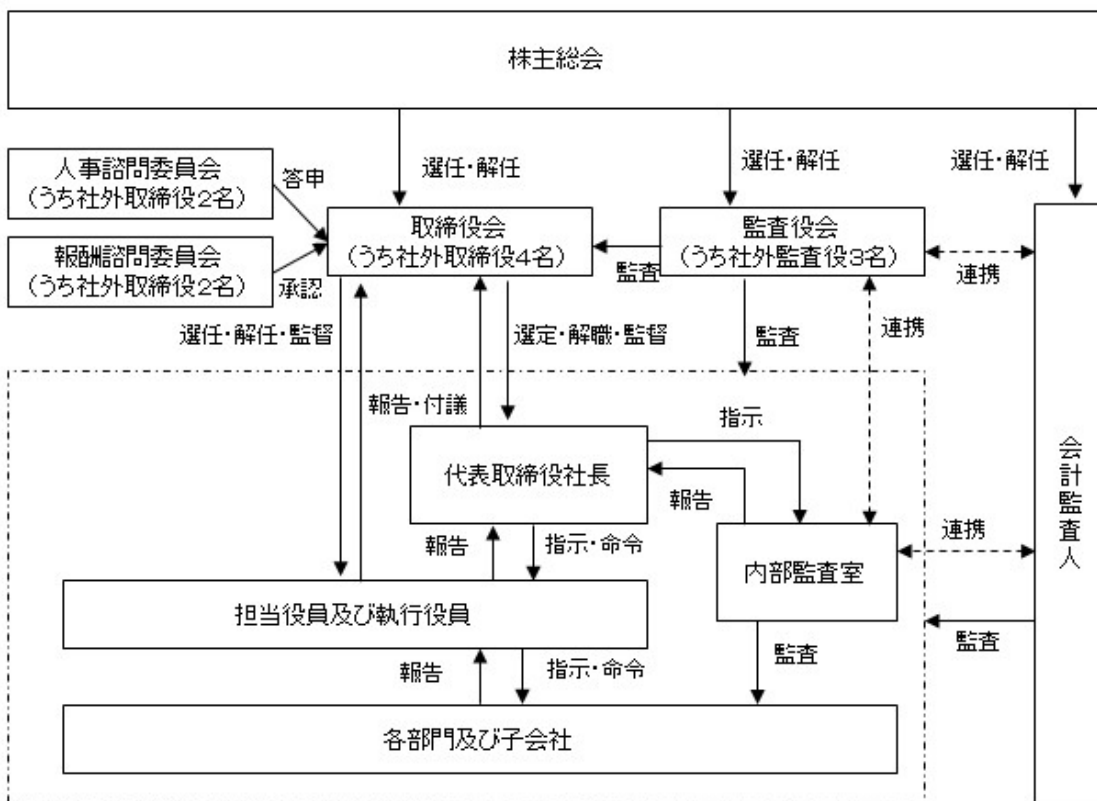 株主総会
選任・解任
選任・解任
選任・解任
人事諮問委員会
(うち社外取締役2名)
答申
報酬諮問委員会
(うち社外取締役2名)
承認
取締役会
(うち社外取締役4名)
監査
監査役会
(うち社外監査役3名)
連携
選任・解任・監督
選定・解職・監督
監査
連携
報告・付議
指示
代表取締役社長
報告
会計監査人
報告
指示・命令
内部監査室
連携
担当役員及び執行役員
監査
報告
指示・命令
監査
各部門及び子会社